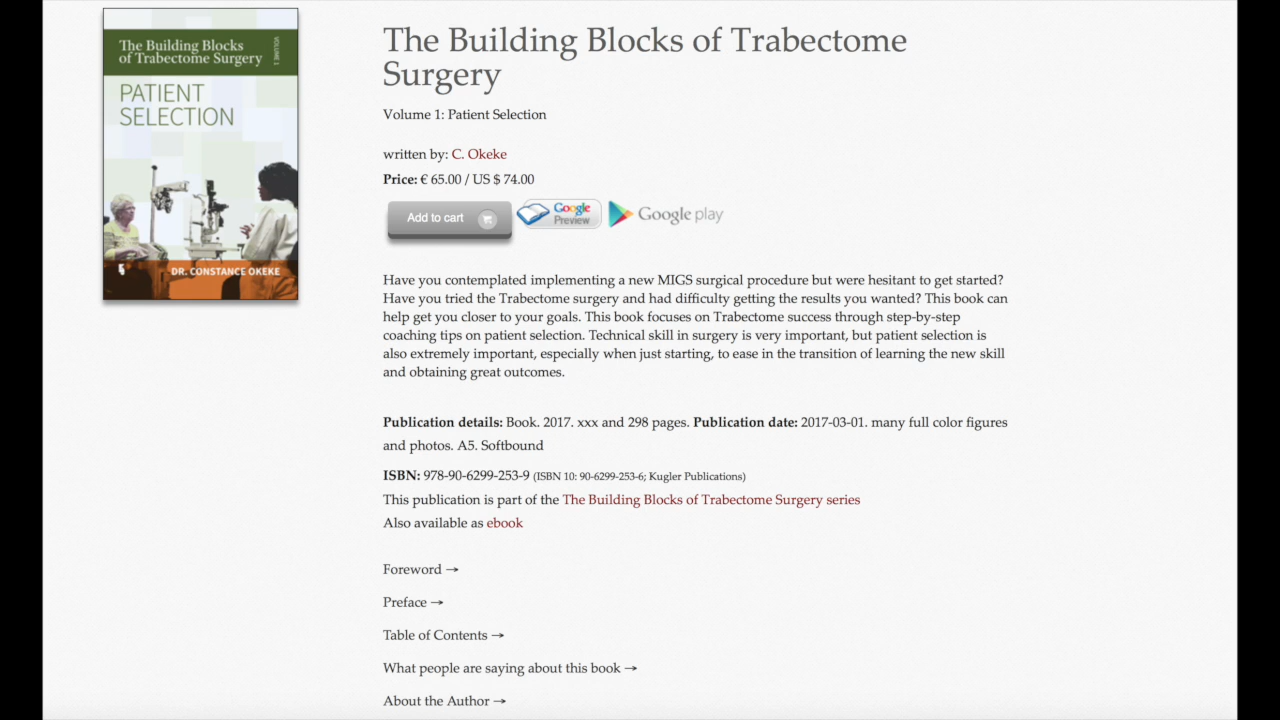 The Building Blocks
of Trabectome Surgery
VOLUME 1
PATIENT
SELECTION
DR. CONSTANCE OKEKE
The Building Blocks of Trabectome
Surgery
Volume 1: Patient Selection
written by: C. Okeke
Price: € 65.00 / US $ 74.00
Add to cart
Google
Preview
Google play
Have you contemplated implementing a new MIGS surgical procedure but were hesitant to get started?
Have you tried the Trabectome surgery and had difficulty getting the results you wanted? This book can
help get you closer to your goals. This book focuses on Trabectome success through step-by-step
coaching tips on patient selection. Technical skill in surgery is very important, but patient selection is
also extremely important, especially when just starting, to ease in the transition of learning the new skill
and obtaining great outcomes.
Publication details: Book. 2017. xxx and 298 pages. Publication date: 2017-03-01. many full color figures
and photos. A5. Softbound
ISBN: 978-90-6299-253-9 (ISBN 10: 90-6299-253-6; Kugler Publications)
This publication is part of the The Building Blocks of Trabectome Surgery series
Also available as ebook
Foreword →
Preface →
Table of Contents →
What people are saying about this book →
About the Author →